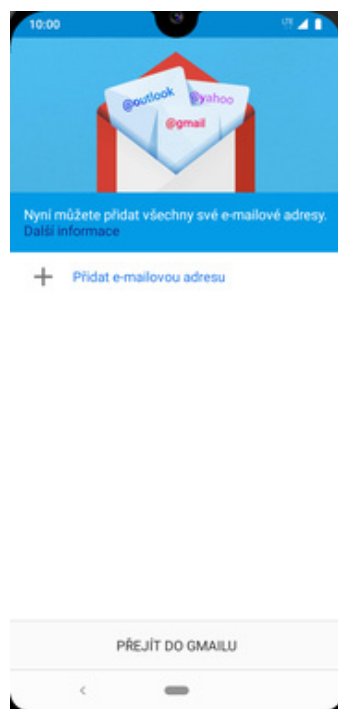 10:00
LTE
@outlook
@yahoo
@gmail
Nyní můžete přidat všechny své e-mailové adresy.
Další informace
Přidat e-mailovou adresu
PŘEJÍT DO GMAILU